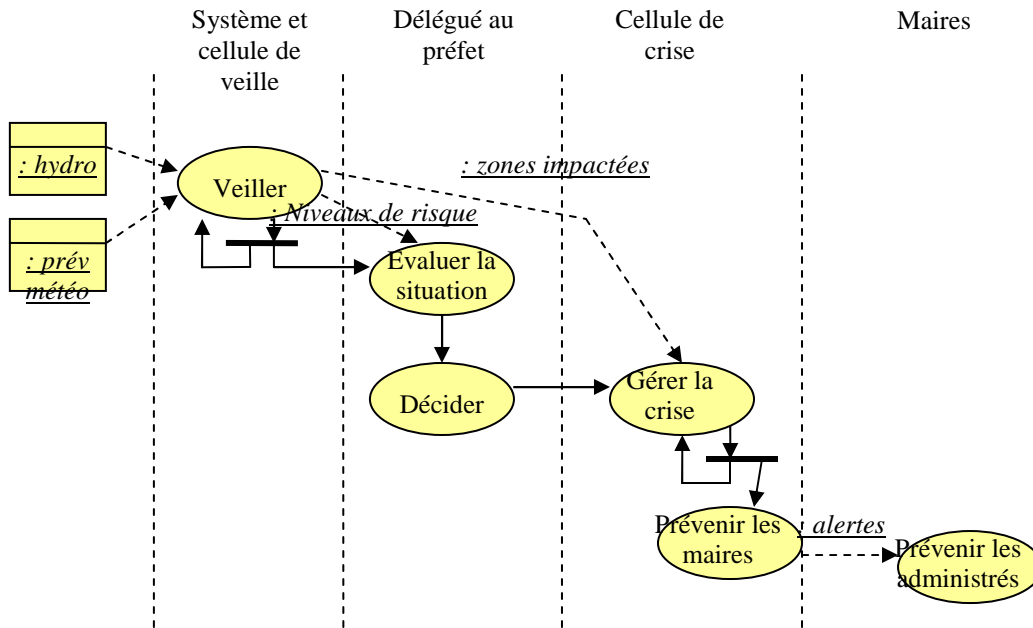 Système et
cellule de
veille
Délégué au
préfet
Cellule de
crise
Maires
: hydro
: prév
météo
Veiller
: zones impactées
: Niveaux de risque
Evaluer la
situation
Décider
Gérer la
crise
Prévenir les
maires
: alertes
Prévenir les
administrés